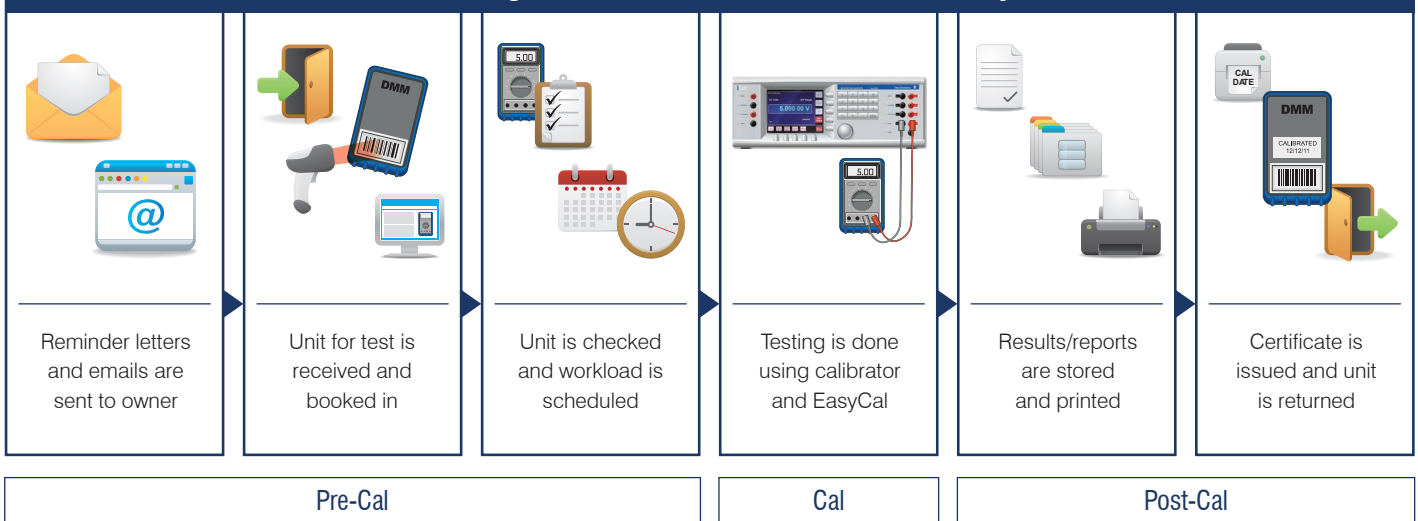 5.00
CAL
DATE
DMM
DMM
5.00
CALIBRATED
12/12/11
@
5.00
Reminder letters
and emails are
sent to owner
Unit for test is
received and
booked in
Unit is checked
and workload is
scheduled
Testing is done
using calibrator
and EasyCal
Results/reports
are stored
and printed
Certificate is
issued and unit
is returned
Pre-Cal
Cal
Post-Cal